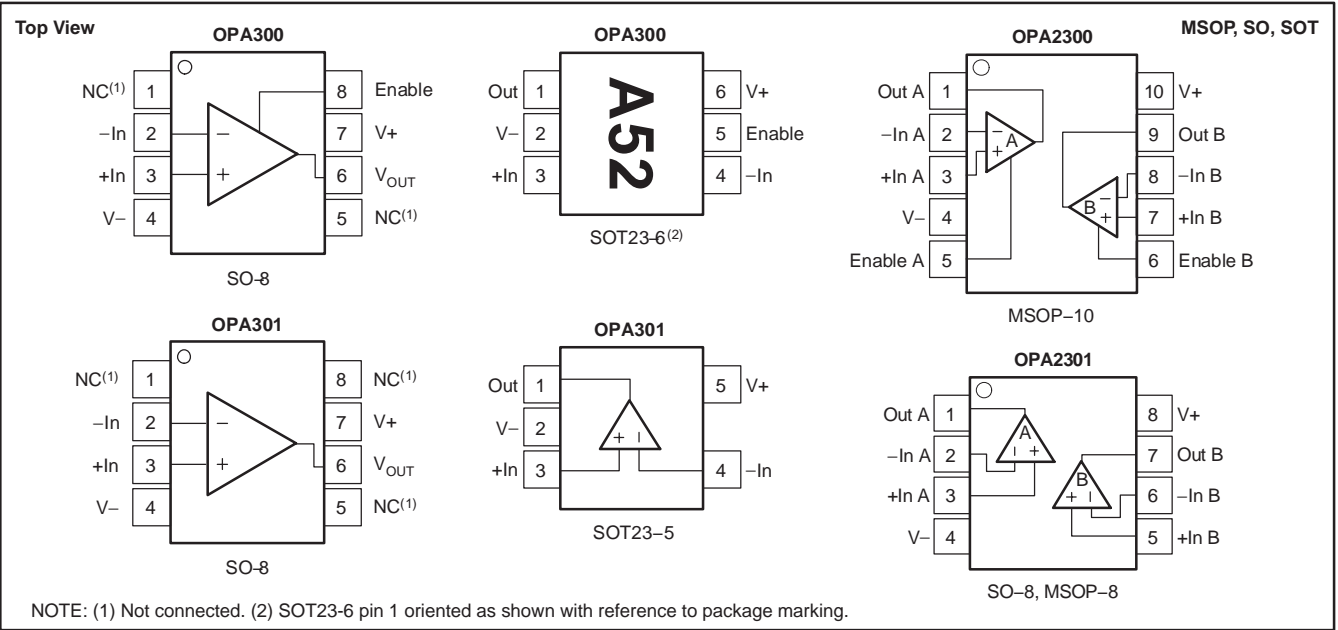 Top View
MSOP, SO, SOT
OPA300
NC(1) 1
−In 2
+In 3
V− 4
8 Enable
7 V+
6 VOUT
5 NC(1)
− +
SO−8
OPA300
Out 1
V− 2
+In 3
6 V+
5 Enable
4 −In
A52
SOT23−6(2)
OPA2300
Out A 1
−In A 2
+In A 3
V− 4
Enable A 5
10 V+
9 Out B
8 −In B
7 +In B
6 Enable B
A − +
B − +
MSOP−10
OPA301
NC(1) 1
−In 2
+In 3
V− 4
8 NC(1)
7 V+
6 VOUT
5 NC(1)
− +
SO−8
OPA301
Out 1
V− 2
+In 3
5 V+
4 −In
+ −
SOT23−5
OPA2301
Out A 1
−In A 2
+In A 3
V− 4
8 V+
7 Out B
6 −In B
5 +In B
A − +
B + −
SO−8, MSOP−8
NOTE: (1) Not connected. (2) SOT23-6 pin 1 oriented as shown with reference to package marking.